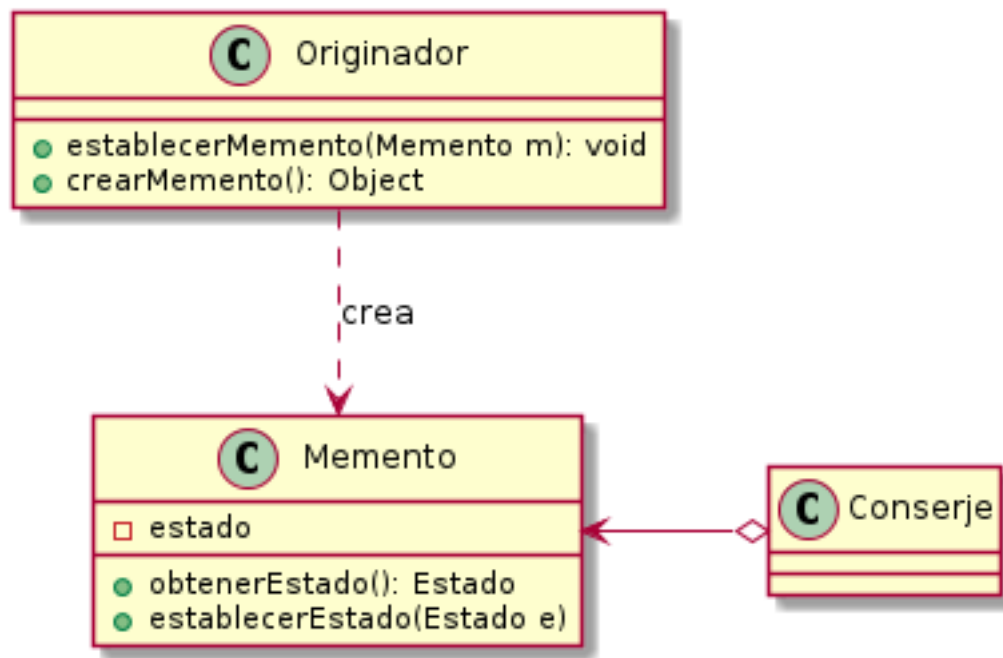 C Originador
establecerMemento(Memento m): void
crearMemento(): Object
crea
C Memento
estado
obtenerEstado(): Estado
establecerEstado(Estado e)
C Conserje